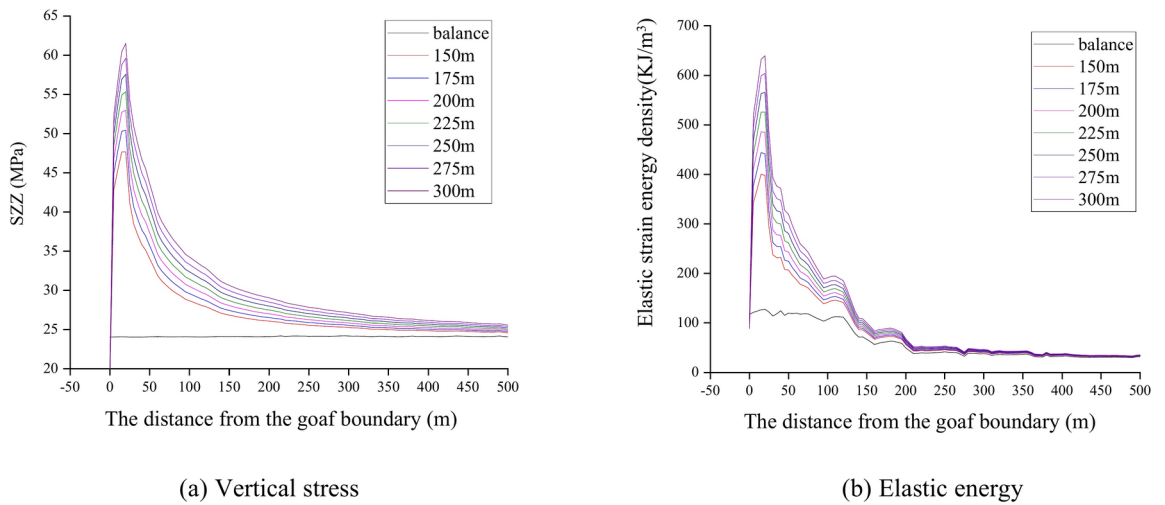 65
60
55
50
45
40
35
30
25
20
SZZ (MPa)
-50 0 50 100 150 200 250 300 350 400 450 500
The distance from the goaf boundary (m)
balance
150m
175m
200m
225m
250m
275m
300m
(a) Vertical stress
700
600
500
400
300
200
100
0
Elastic strain energy density(KJ/m³)
-50 0 50 100 150 200 250 300 350 400 450 500
The distance from the goaf boundary (m)
balance
150m
175m
200m
225m
250m
275m
300m
(b) Elastic energy